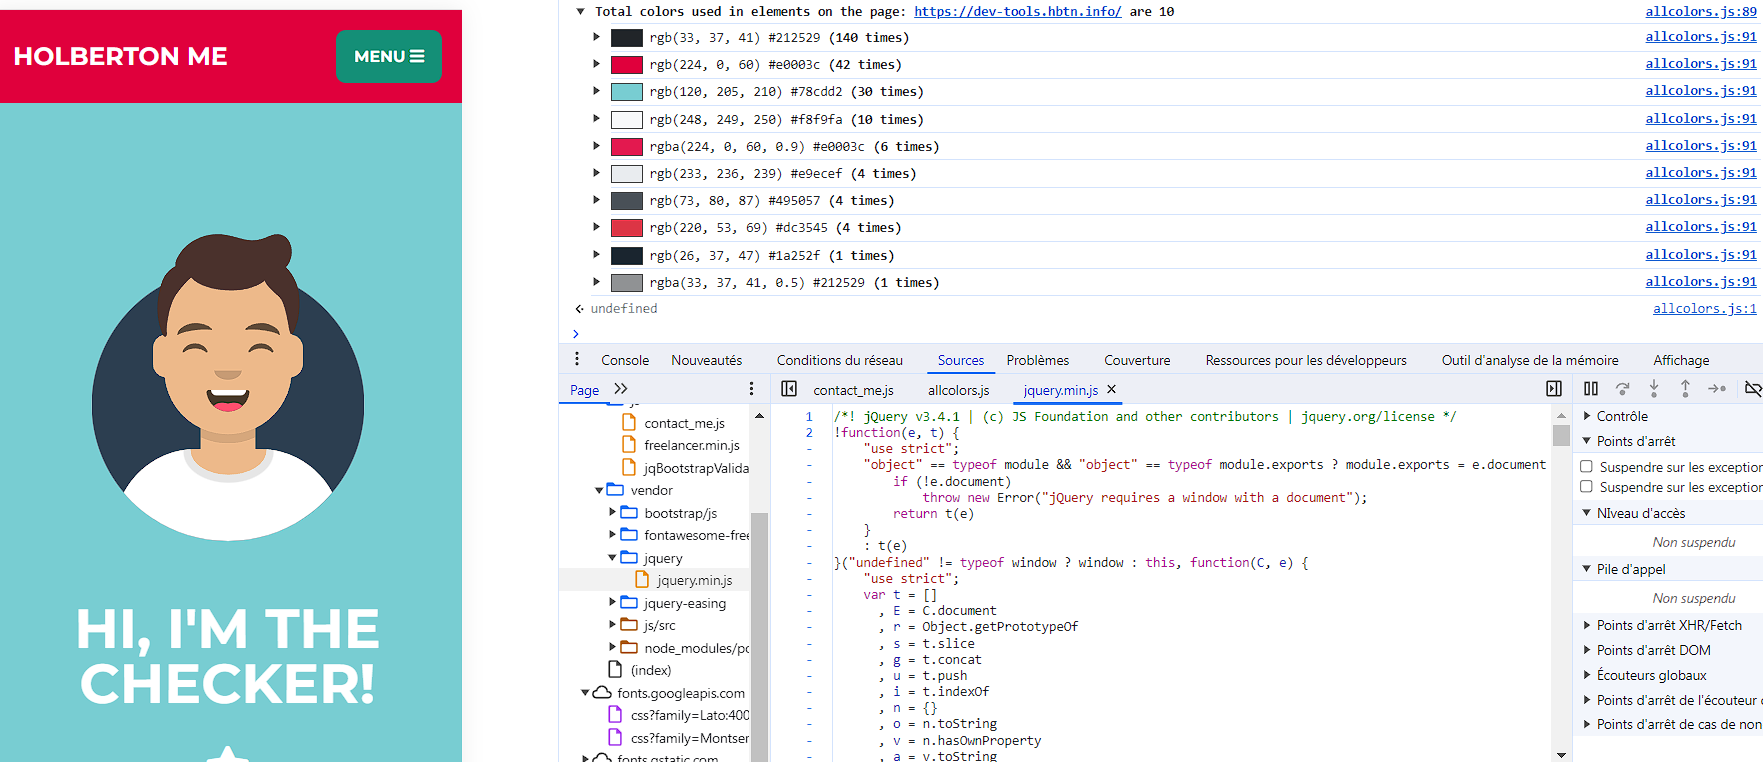 HOLBERTON ME
MENU
HI, I'M THE
CHECKER!
Total colors used in elements on the page: https://dev-tools.hbtn.info/ are 10 allcolors.js:89
rgb(33, 37, 41) #212529 (140 times) allcolors.js:91
rgb(224, 0, 60) #e0003c (42 times) allcolors.js:91
rgb(120, 205, 210) #78cdd2 (30 times) allcolors.js:91
rgb(248, 249, 250) #f8f9fa (10 times) allcolors.js:91
rgba(224, 0, 60, 0.9) #e0003c (6 times) allcolors.js:91
rgb(233, 236, 239) #e9ecef (4 times) allcolors.js:91
rgb(73, 80, 87) #495057 (4 times) allcolors.js:91
rgb(220, 53, 69) #dc3545 (4 times) allcolors.js:91
rgb(26, 37, 47) #1a252f (1 times) allcolors.js:91
rgba(33, 37, 41, 0.5) #212529 (1 times) allcolors.js:91
undefined allcolors.js:1
Console Nouveautés Conditions du réseau Sources Problèmes Couverture Ressources pour les développeurs Outil d'analyse de la mémoire Affichage
Page
contact_me.js allcolors.js jquery.min.js
js
contact_me.js
freelancer.min.js
jqBootstrapValida
vendor
bootstrap/js
fontawesome-free
jquery
jquery.min.js
jquery-easing
js/src
node_modules/po
(index)
fonts.googleapis.com
css?family=Lato:400
css?family=Montser
fonts.gstatic.com
1 /*! jQuery v3.4.1 | (c) JS Foundation and other contributors | jquery.org/license */
2 !function(e, t) {
- "use strict";
- "object" == typeof module && "object" == typeof module.exports ? module.exports = e.document
- if (!e.document)
- throw new Error("jQuery requires a window with a document");
- return t(e)
- }
- : t(e)
- }("undefined" != typeof window ? window : this, function(C, e) {
- "use strict";
- var t = []
- , E = C.document
- , r = Object.getPrototypeOf
- , s = t.slice
- , g = t.concat
- , u = t.push
- , i = t.indexOf
- , n = {}
- , o = n.toString
- , v = n.hasOwnProperty
- , a = v.toString
Contrôle
Points d'arrêt
Suspendre sur les exception
Suspendre sur les exception
NIveau d'accès
Non suspendu
Pile d'appel
Non suspendu
Points d'arrêt XHR/Fetch
Points d'arrêt DOM
Écouteurs globaux
Points d'arrêt de l'écouteur
Points d'arrêt de cas de non